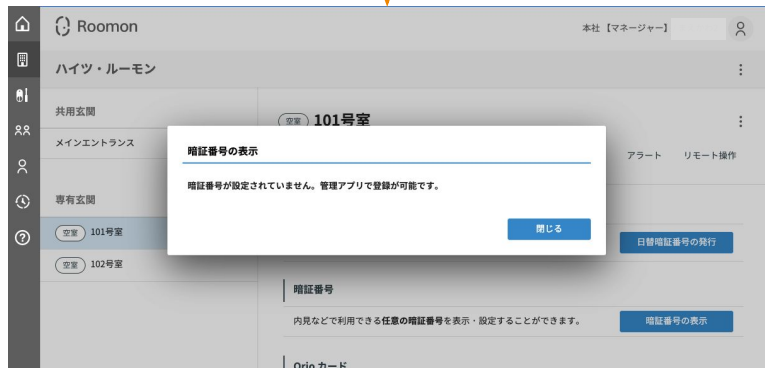 Roomon
本社 【マネージャー】
ハイツ・ルーモン
共用玄関
メインエントランス
専有玄関
空室 101号室
空室 102号室
空室 101号室
アラート リモート操作
暗証番号の表示
暗証番号が設定されていません。管理アプリで登録が可能です。
閉じる
日替暗証番号の発行
暗証番号
内見などで利用できる任意の暗証番号を表示・設定することができます。
暗証番号の表示
Qrio カード